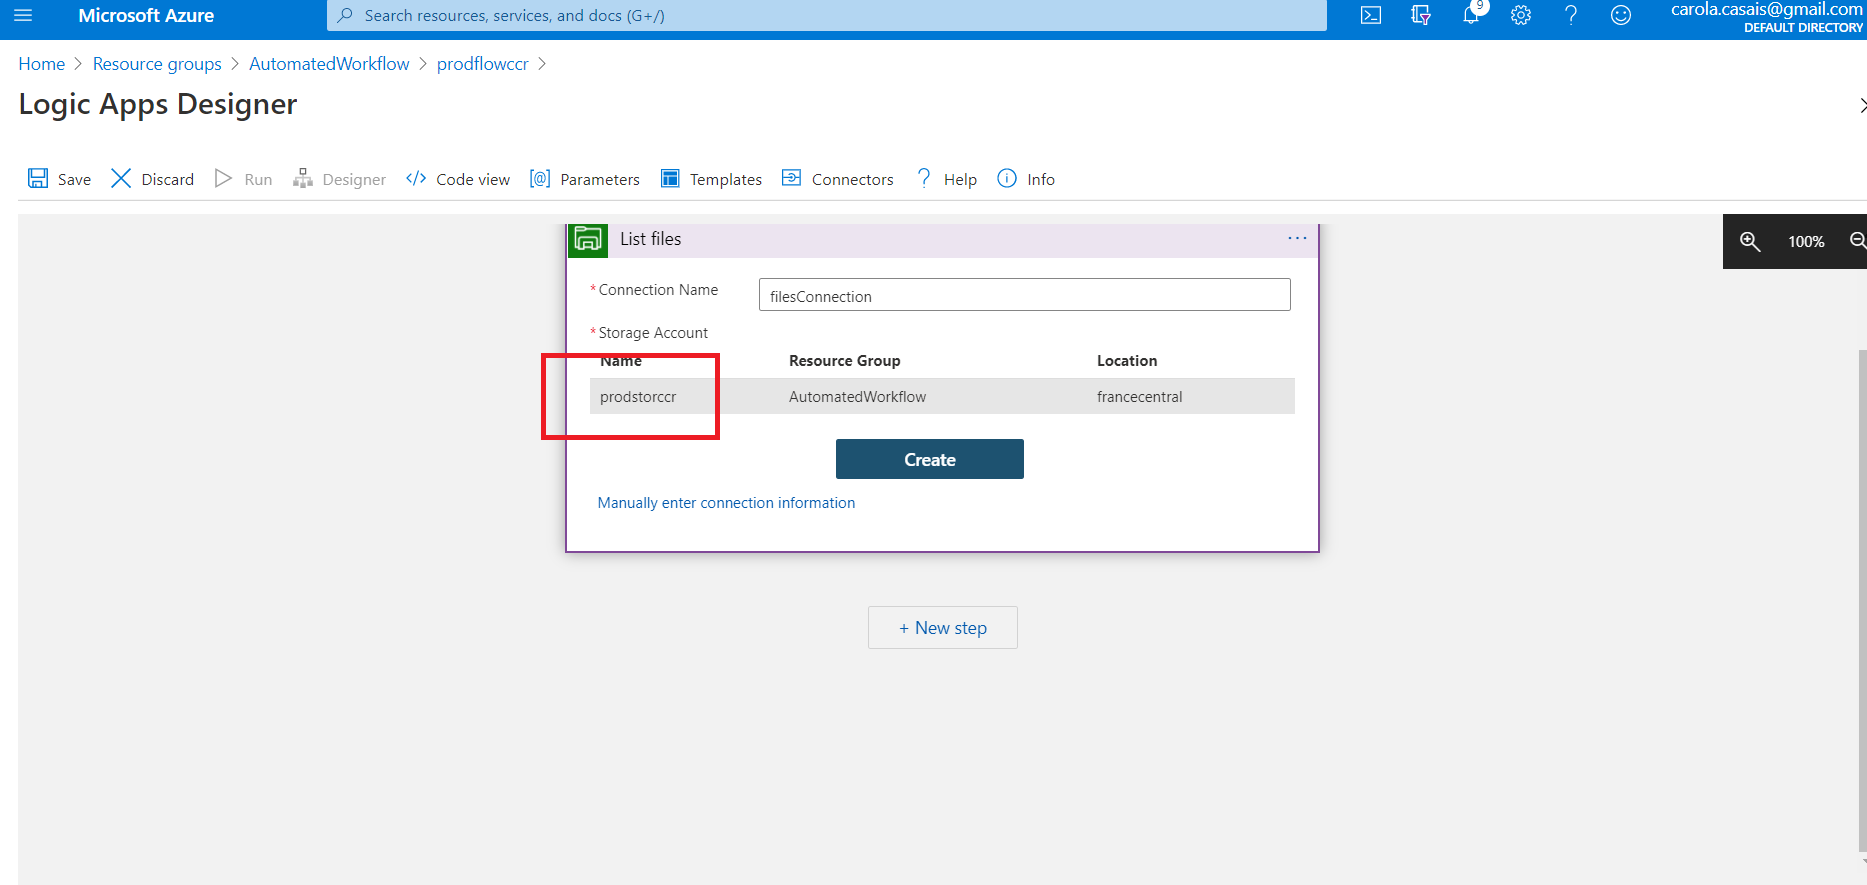 Microsoft Azure
Search resources, services, and docs (G+/)
9
carola.casais@gmail.com
DEFAULT DIRECTORY
Home > Resource groups > AutomatedWorkflow > prodflowccr >
Logic Apps Designer
Save Discard Run Designer </> Code view [@] Parameters Templates Connectors ? Help Info
List files ...
100%
* Connection Name filesConnection
* Storage Account
Name Resource Group Location
prodstorccr AutomatedWorkflow francecentral
Create
Manually enter connection information
+ New step